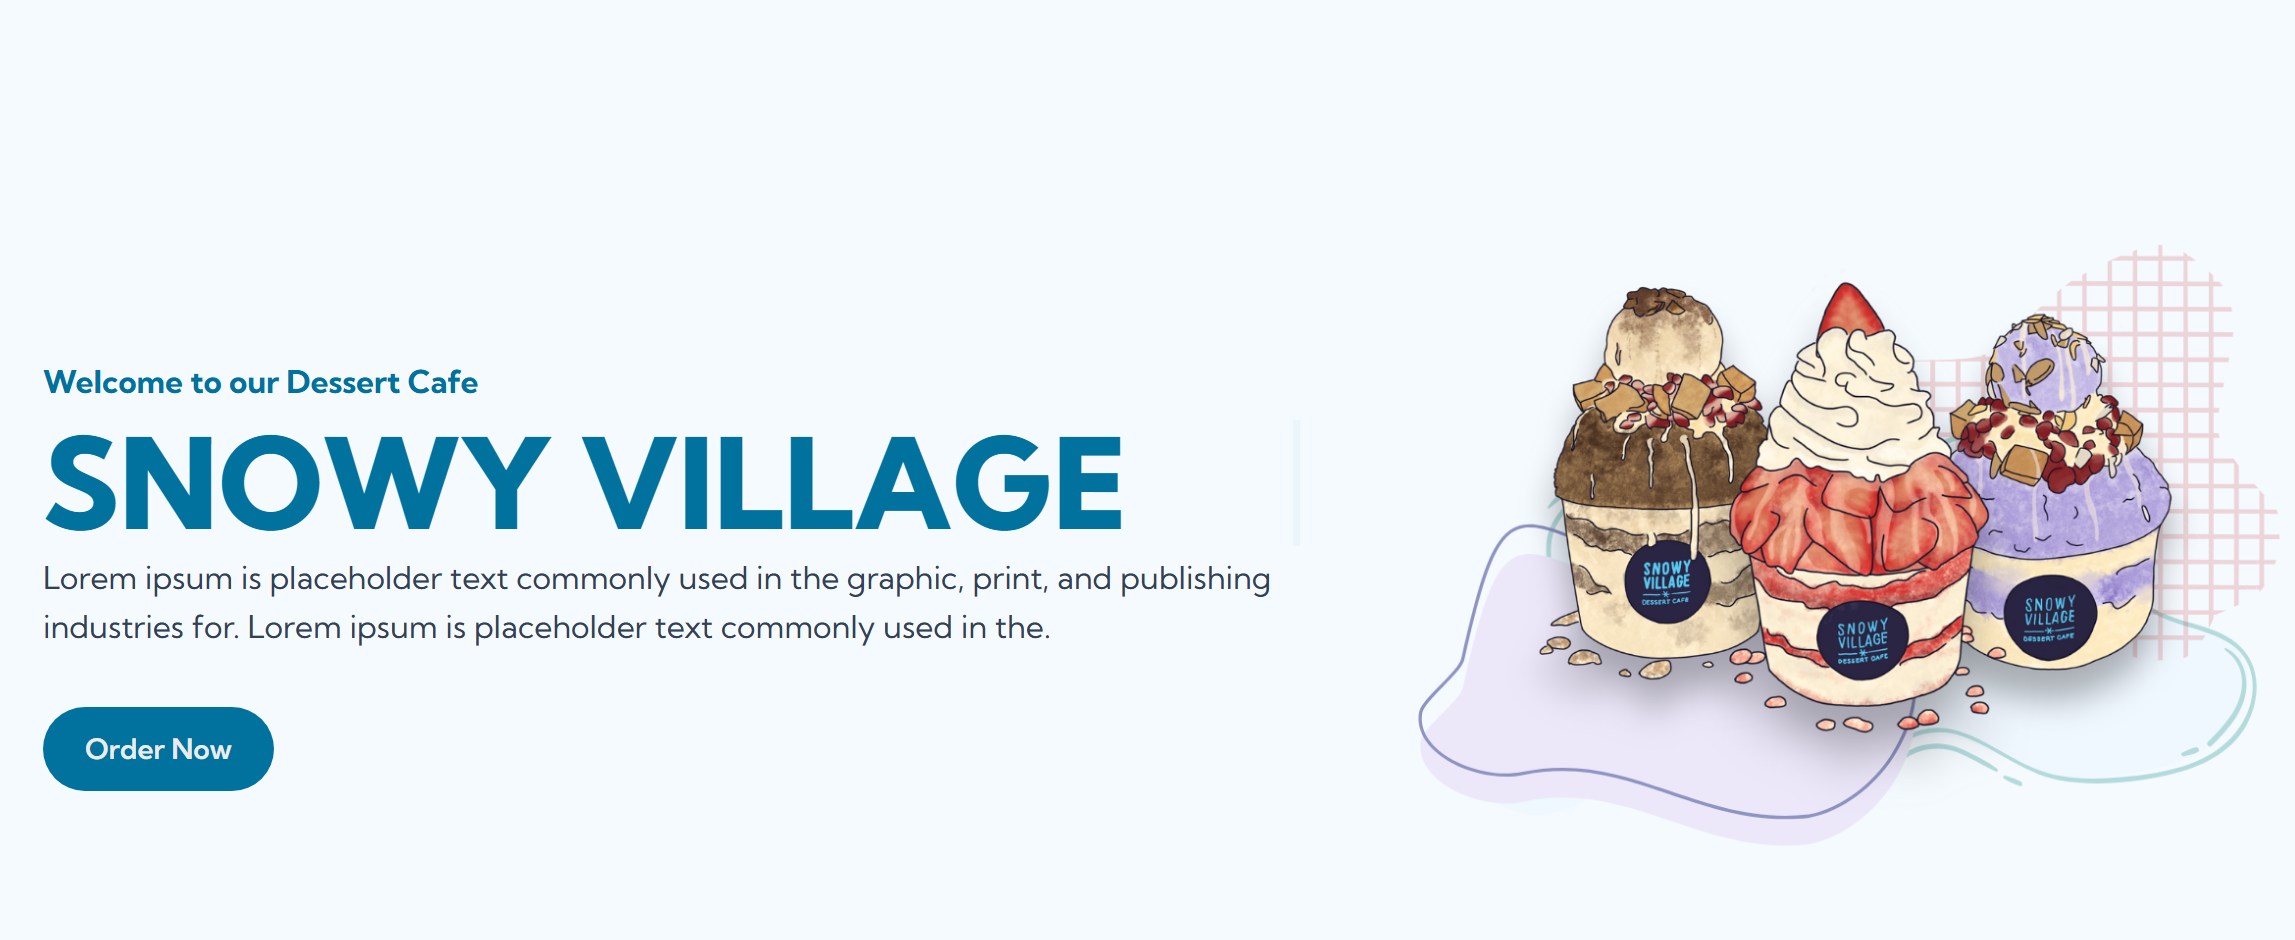 Welcome to our Dessert Cafe
SNOWY VILLAGE
Lorem ipsum is placeholder text commonly used in the graphic, print, and publishing
industries for. Lorem ipsum is placeholder text commonly used in the.
Order Now
SNOWY
VILLAGE
DESSERT CAFE
SNOWY
VILLAGE
DESSERT CAFE
SNOWY
VILLAGE
DESSERT CAFE